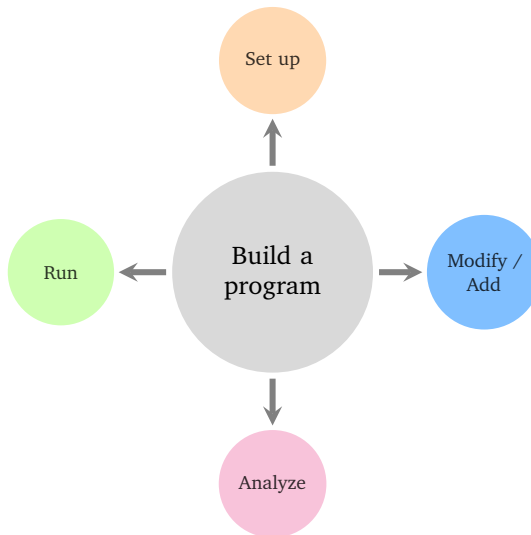 Set up
Run
Build a
program
Modify /
Add
Analyze